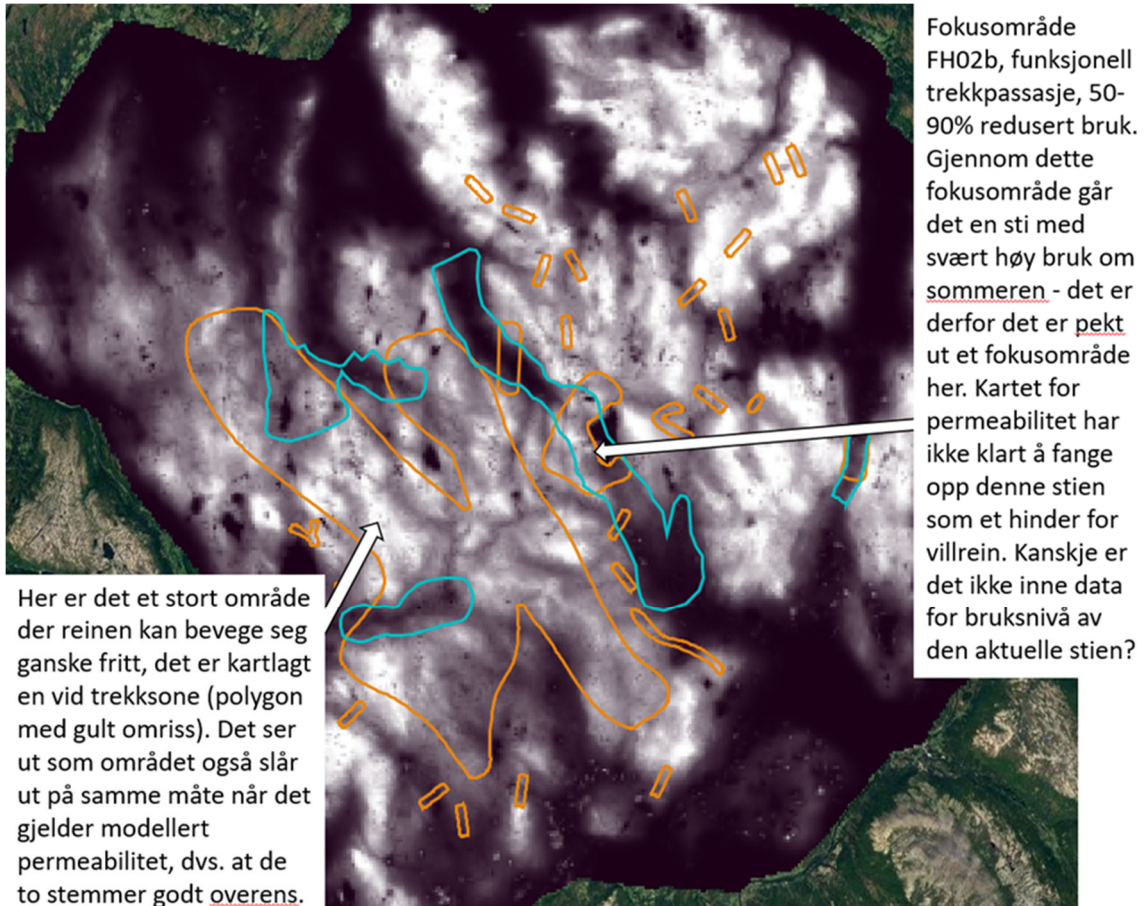 Fokusområde
FH02b, funksjonell
trekkpassasje, 50-
90% redusert bruk.
Gjennom dette
fokusområde går
det en sti med
svært høy bruk om
sommeren - det er
derfor det er pekt
ut et fokusområde
her. Kartet for
permeabilitet har
ikke klart å fange
opp denne stien
som et hinder for
villrein. Kanskje er
det ikke inne data
for bruksnivå av
den aktuelle stien?
Her er det et stort område
der reinen kan bevege seg
ganske fritt, det er kartlagt
en vid trekksone (polygon
med gult omriss). Det ser
ut som området også slår
ut på samme måte når det
gjelder modellert
permeabilitet, dvs. at de
to stemmer godt overens.